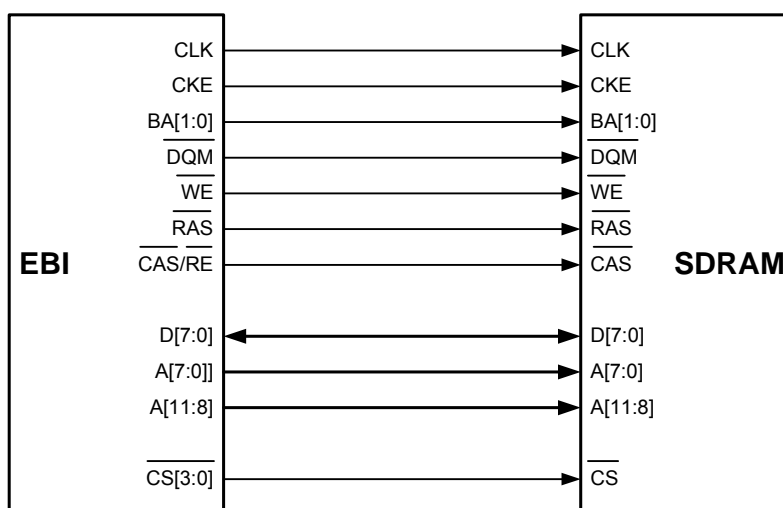 CLK CLK
CKE CKE
BA[1:0] BA[1:0]
DQM DQM
WE WE
RAS RAS
EBI CAS/RE CAS SDRAM
D[7:0] D[7:0]
A[7:0]] A[7:0]
A[11:8] A[11:8]
CS[3:0] CS